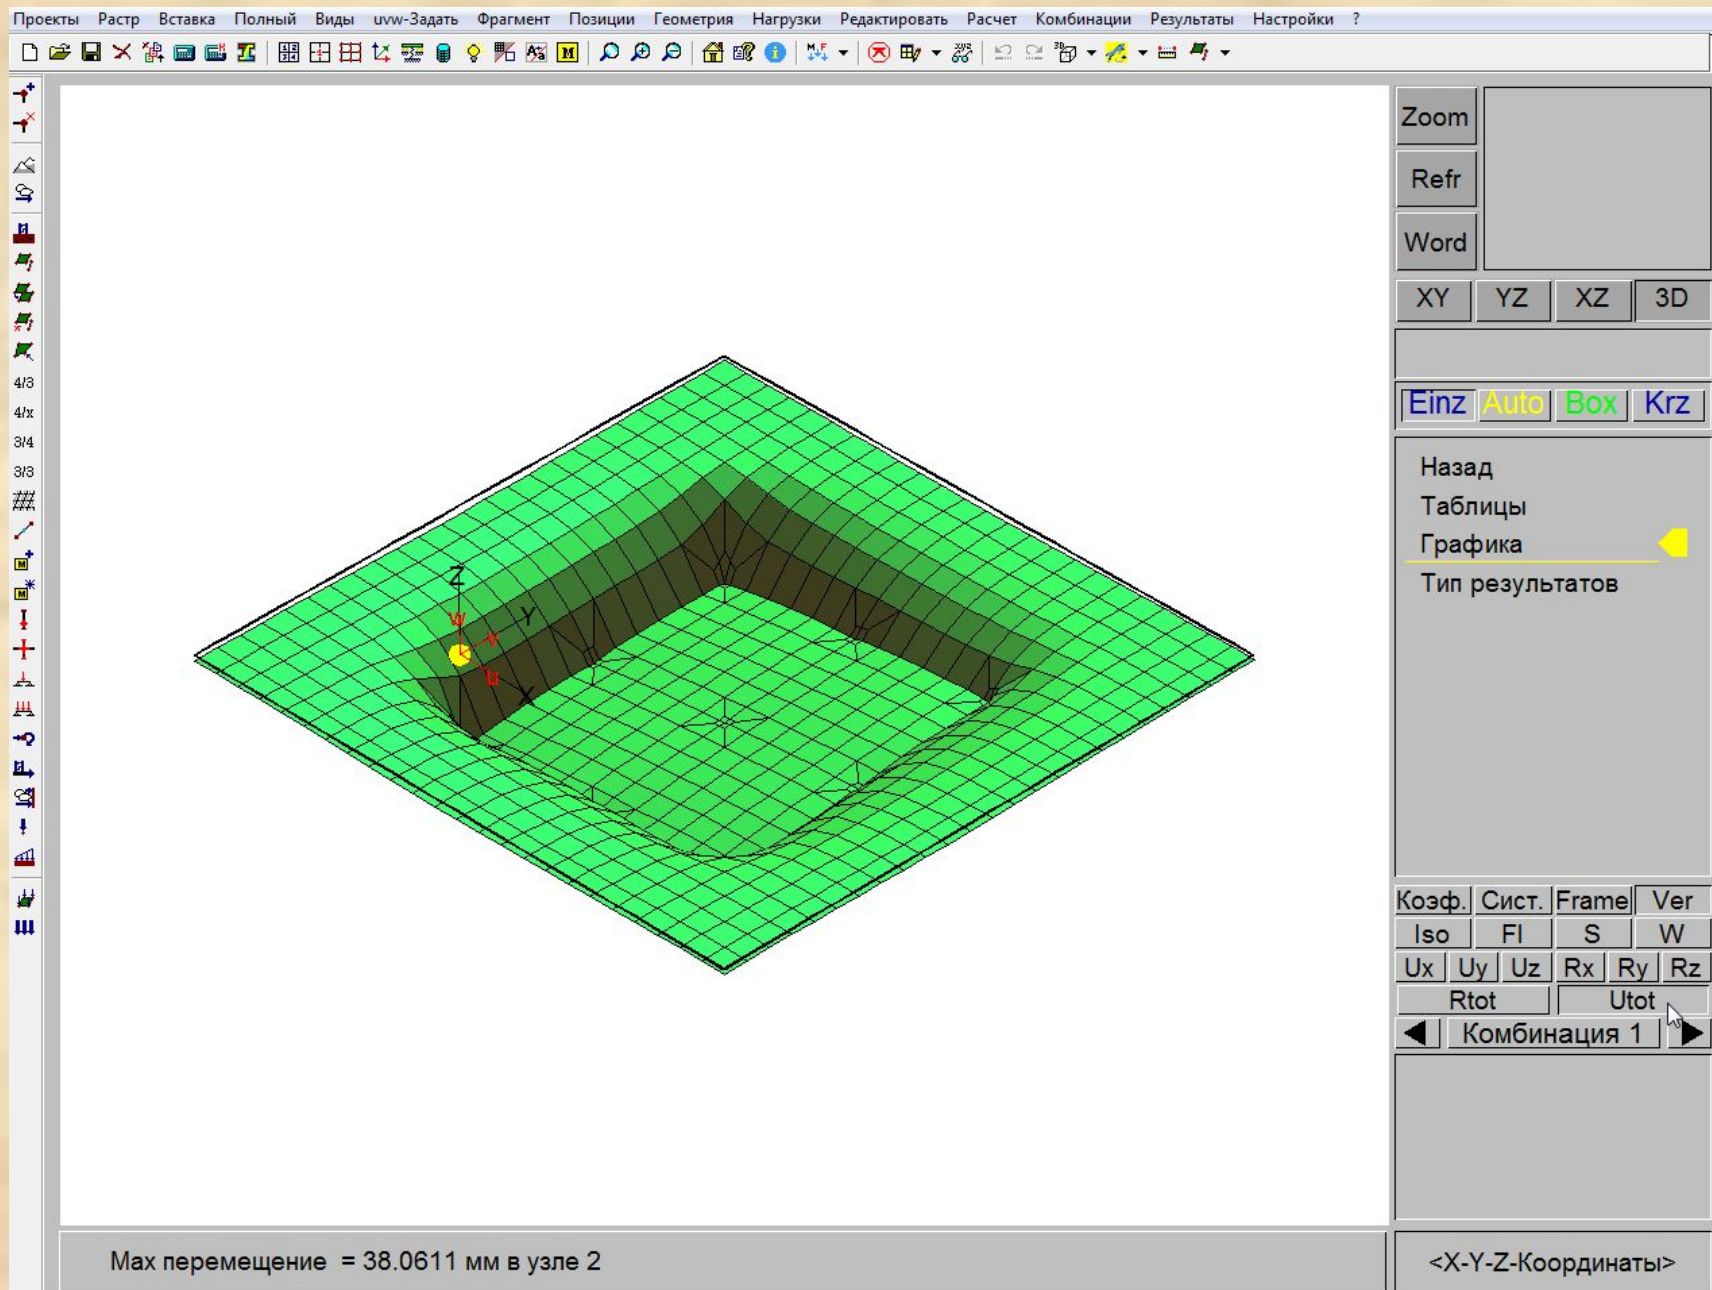 Проекты Растр Вставка Полный Виды uvw-Задать Фрагмент Позиции Геометрия Нагрузки Редактировать Расчет Комбинации Результаты Настройки ?
4/3
4/x
3/4
3/3
Zoom
Refr
Word
XY YZ XZ 3D
Einz Auto Box Krz
Назад
Таблицы
Графика
Тип результатов
Z
Y
w
v
u
X
Коэф. Сист. Frame Ver
Iso Fl S W
Ux Uy Uz Rx Ry Rz
Rtot Utot
Комбинация 1
Max перемещение = 38.0611 мм в узле 2
<X-Y-Z-Координаты>